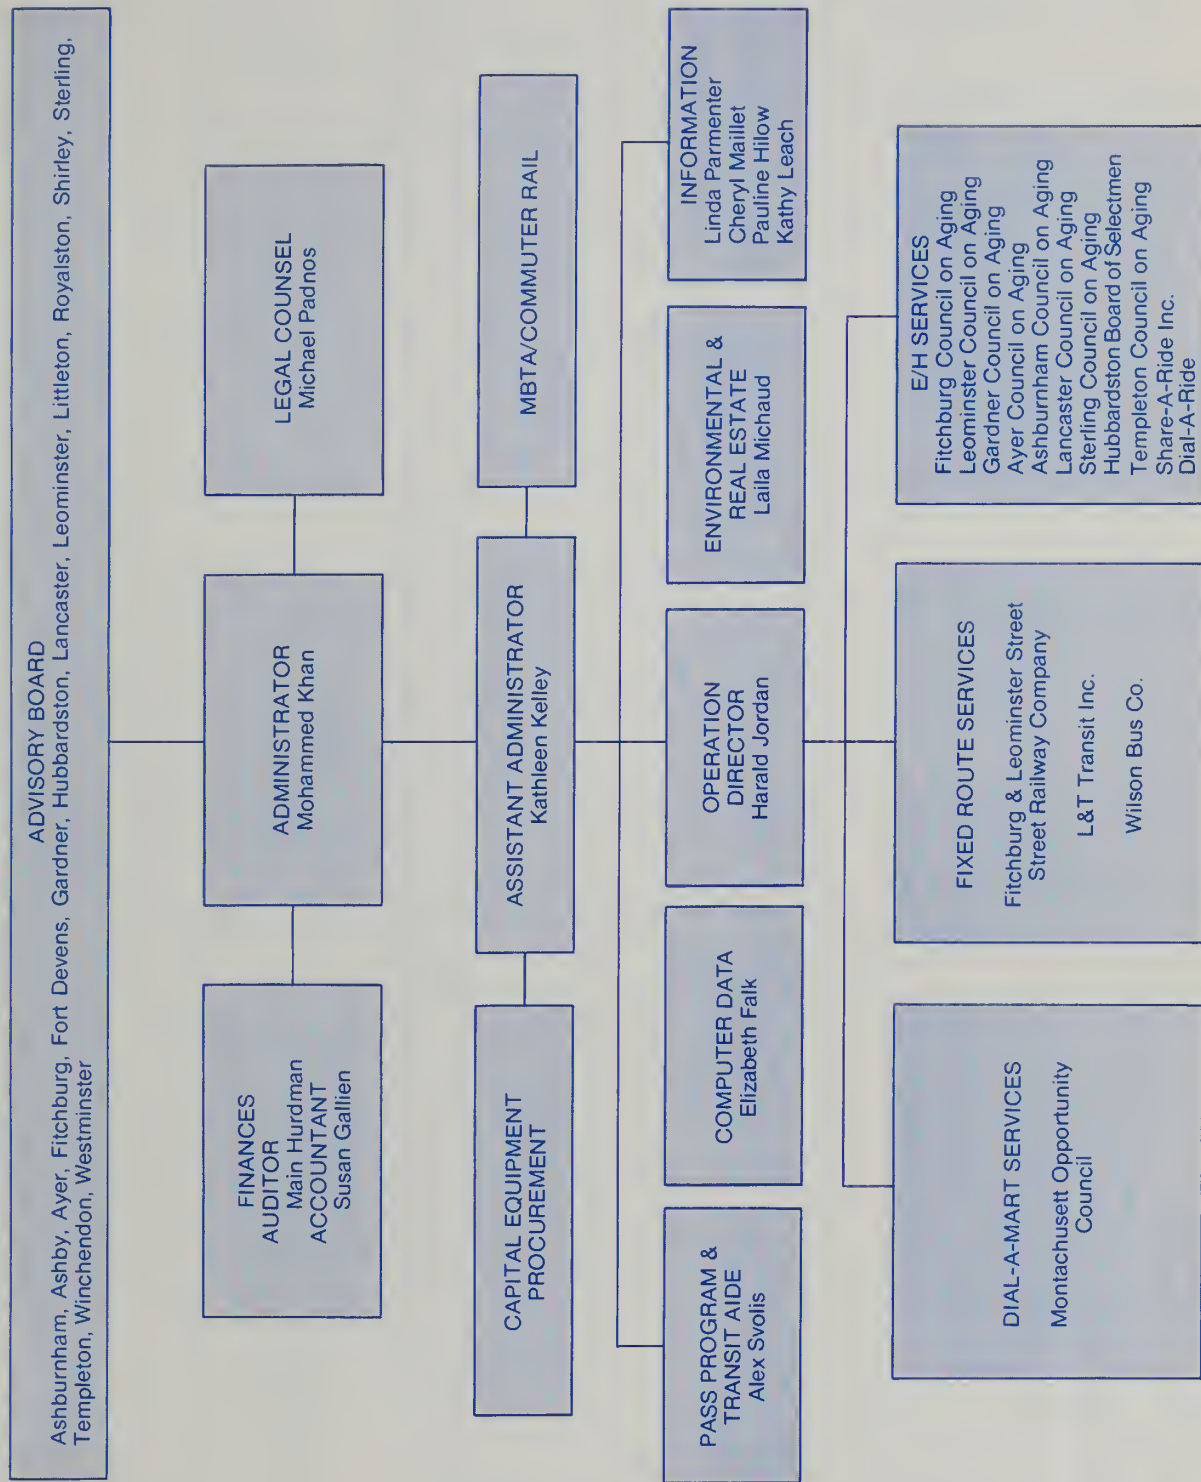 ADVISORY BOARD
Ashburnham, Ashby, Ayer, Fitchburg, Fort Devens, Gardner, Hubbardston, Lancaster, Leominster, Littleton, Royalston, Shirley, Sterling,
Templeton, Winchendon, Westminster
FINANCES
AUDITOR
Main Hurdman
ACCOUNTANT
Susan Gallien
ADMINISTRATOR
Mohammed Khan
LEGAL COUNSEL
Michael Padnos
CAPITAL EQUIPMENT
PROCUREMENT
ASSISTANT ADMINISTRATOR
Kathleen Kelley
MBTA/COMMUTER RAIL
PASS PROGRAM &
TRANSIT AIDE
Alex Svolis
COMPUTER DATA
Elizabeth Falk
OPERATION
DIRECTOR
Harald Jordan
ENVIRONMENTAL &
REAL ESTATE
Laila Michaud
INFORMATION
Linda Parmenter
Cheryl Maillet
Pauline Hilow
Kathy Leach
DIAL-A-MART SERVICES
Montachusett Opportunity
Council
FIXED ROUTE SERVICES
Fitchburg & Leominster Street
Street Railway Company
L&T Transit Inc.
Wilson Bus Co.
E/H SERVICES
Fitchburg Council on Aging
Leominster Council on Aging
Gardner Council on Aging
Ayer Council on Aging
Ashburnham Council on Aging
Lancaster Council on Aging
Sterling Council on Aging
Hubbardston Board of Selectmen
Templeton Council on Aging
Share-A-Ride Inc.
Dial-A-Ride